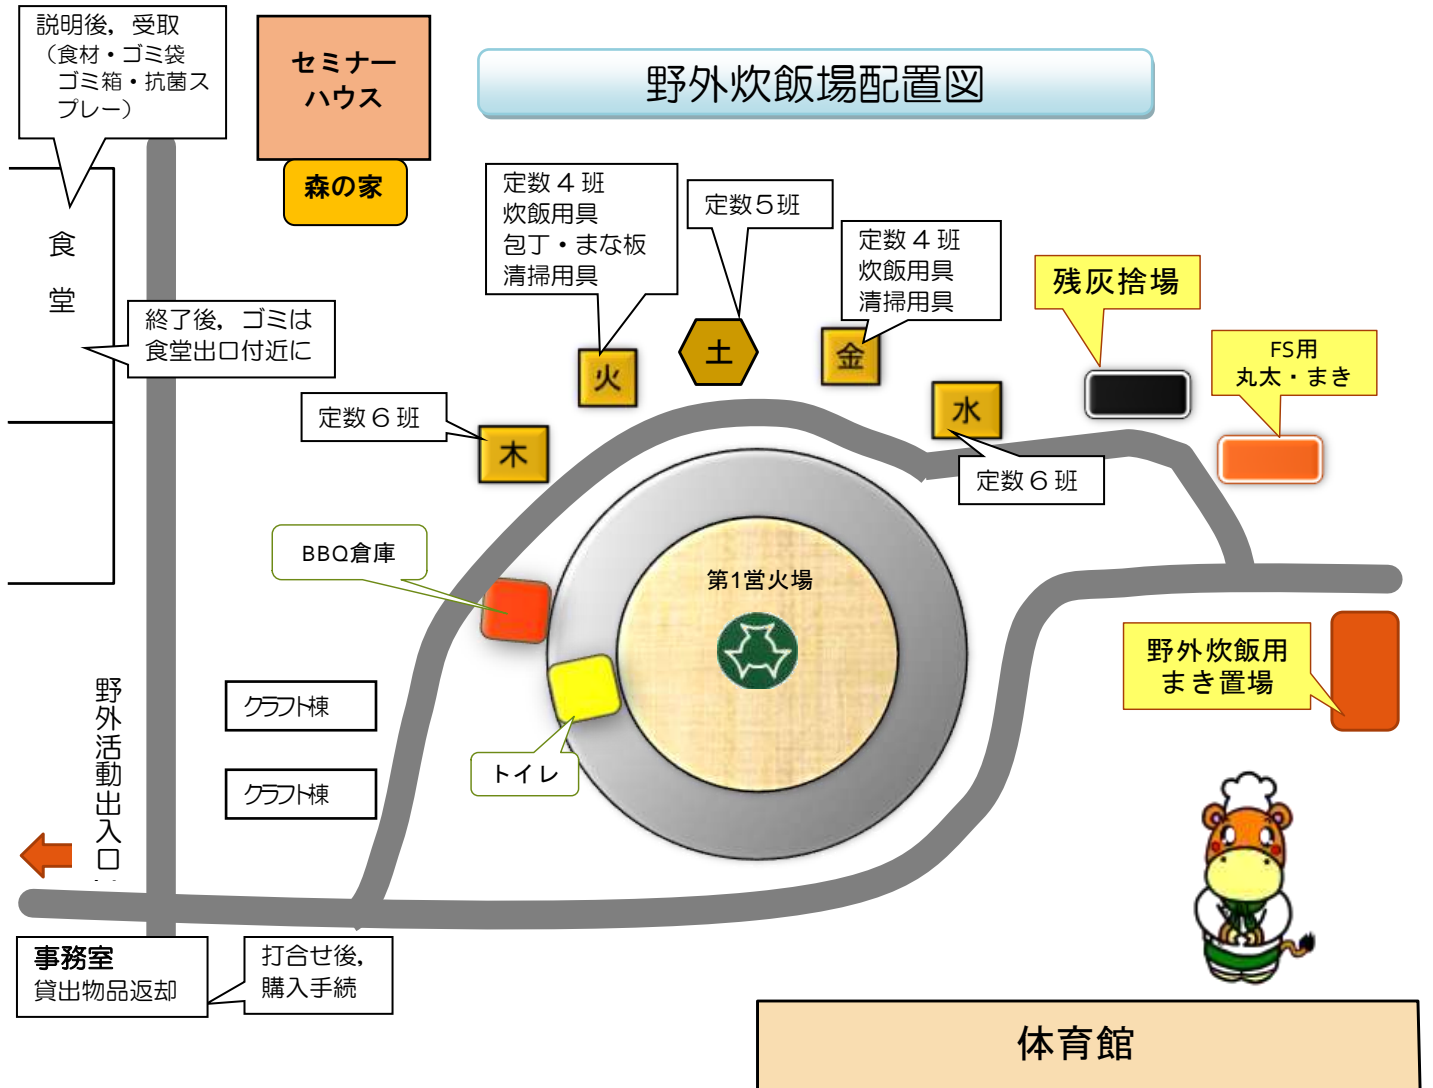 説明後，受取
（食材・ゴミ袋
ゴミ箱・抗菌ス
プレー）
セミナー
ハウス
森の家
野外炊飯場配置図
定数４班
炊飯用具
包丁・まな板
清掃用具
定数５班
定数４班
炊飯用具
清掃用具
残灰捨場
FS用
丸太・まき
食堂
終了後，ゴミは
食堂出口付近に
定数６班
木
火
土
金
水
定数６班
BBQ倉庫
第1営火場
トイレ
クラフト棟
クラフト棟
野外炊飯用
まき置場
野外活動出入口
事務室
貸出物品返却
打合せ後，
購入手続
体育館